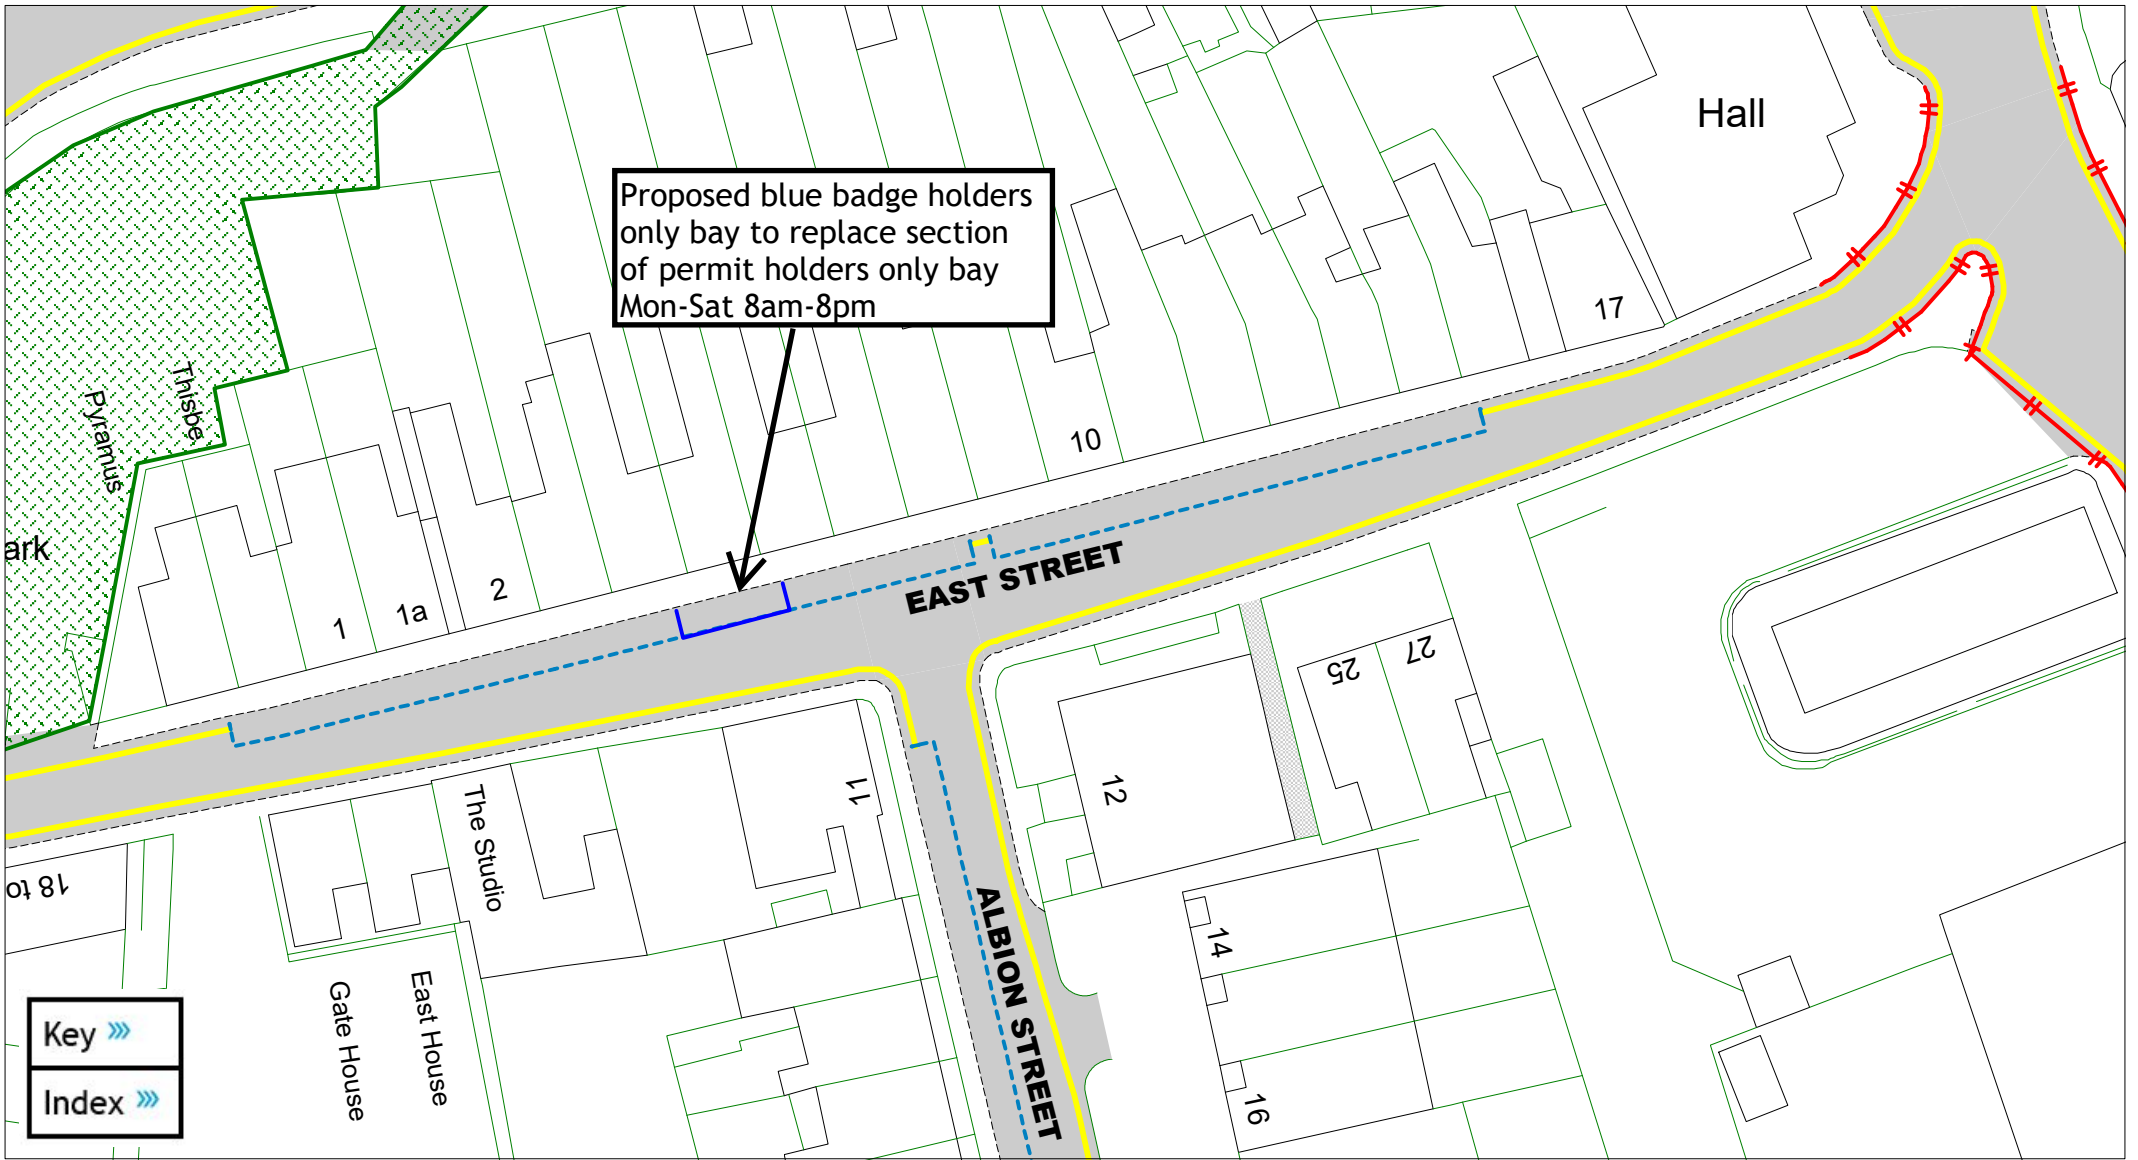 Hall
Proposed blue badge holders
only bay to replace section
of permit holders only bay
Mon-Sat 8am-8pm
17
Thisbe
Pyramus
10
ark
EAST STREET
2
1a
1
25
27
12
11
The Studio
18 to
ALBION STREET
14
East House
Gate House
Key »»
Index »»
16